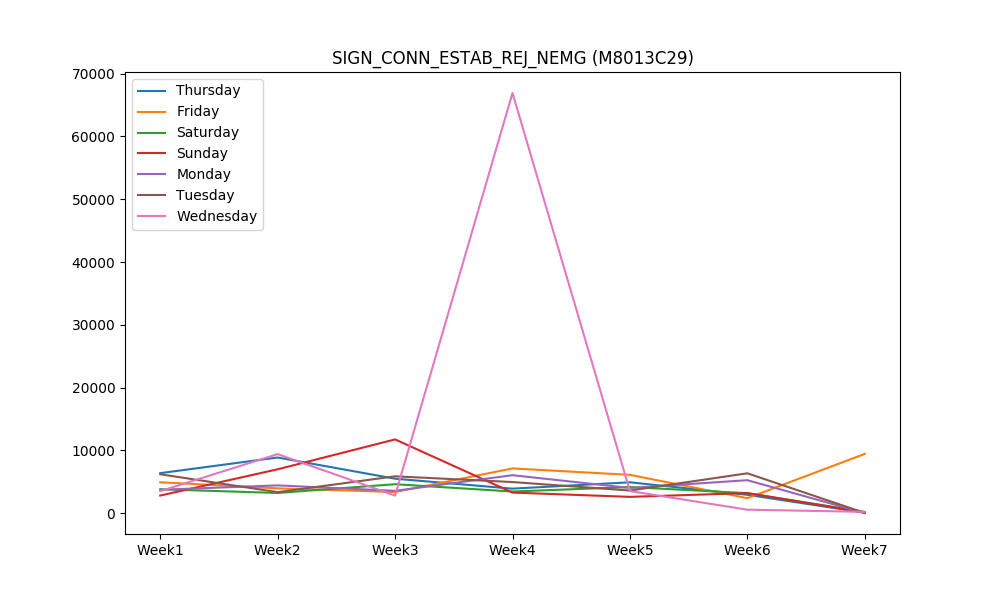 SIGN_CONN_ESTAB_REJ_NEMG (M8013C29)
70000
60000
50000
40000
30000
20000
10000
0
Thursday
Friday
Saturday
Sunday
Monday
Tuesday
Wednesday
Week1 Week2 Week3 Week4 Week5 Week6 Week7